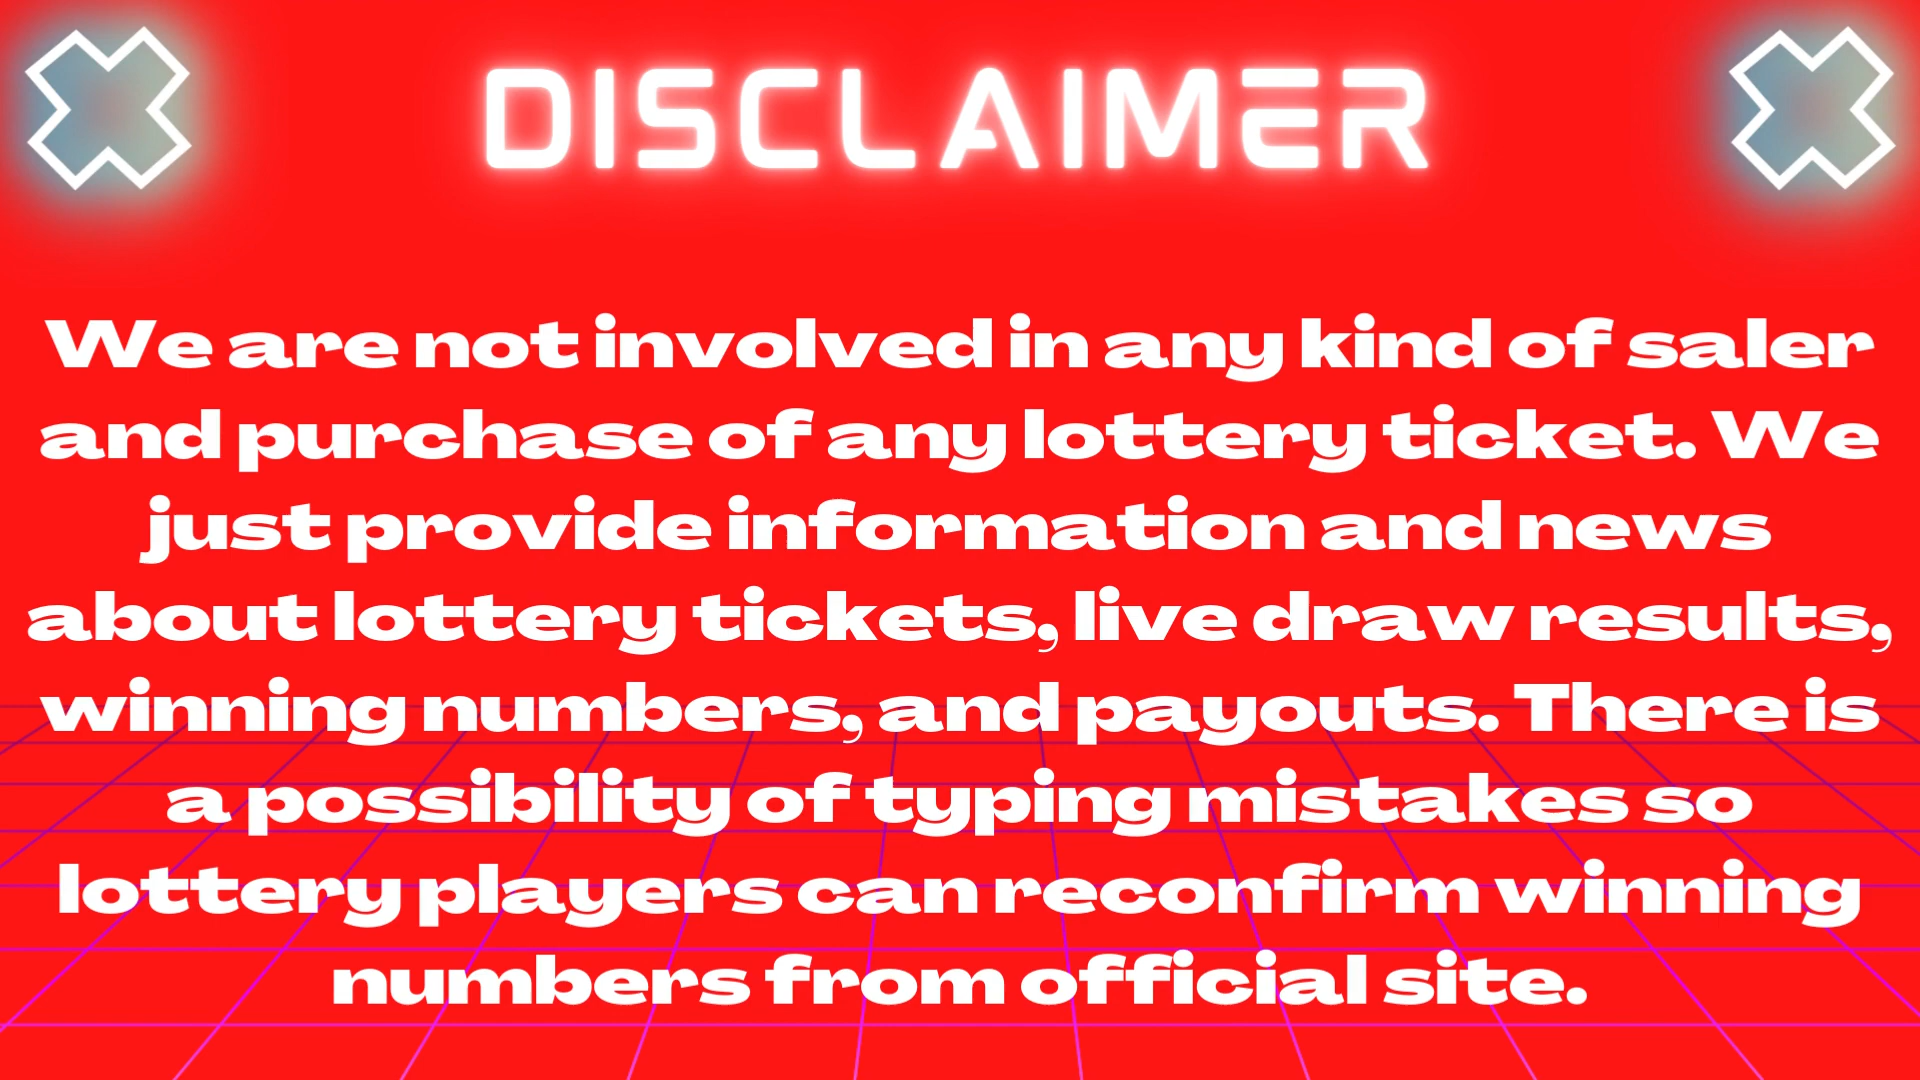 DISCLAIMER
We are not involved in any kind of saler
and purchase of any lottery ticket. We
just provide information and news
about lottery tickets, live draw results,
winning numbers, and payouts. There is
a possibility of typing mistakes so
lottery players can reconfirm winning
numbers from official site.